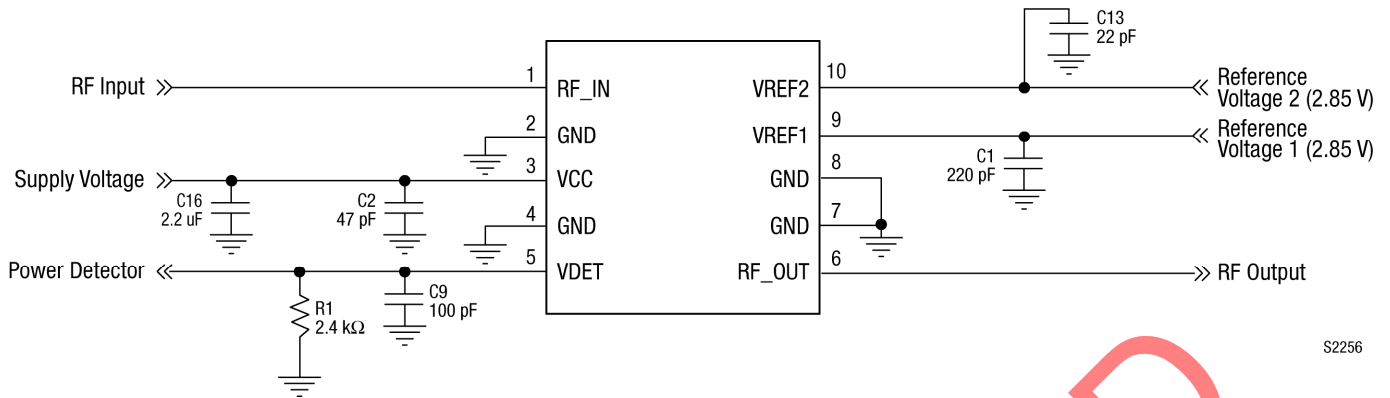 C13
22 pF
RF Input
1
RF_IN
VREF2
10
Reference
Voltage 2 (2.85 V)
2
GND
VREF1
9
Reference
Voltage 1 (2.85 V)
C1
220 pF
Supply Voltage
3
VCC
GND
8
C16
2.2 uF
C2
47 pF
4
GND
GND
7
Power Detector
5
VDET
RF_OUT
6
RF Output
R1
2.4 kΩ
C9
100 pF
S2256